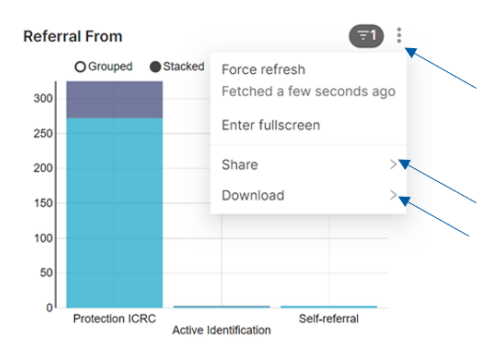 Referral From
1
Grouped
Stacked
Force refresh
Fetched a few seconds ago
Enter fullscreen
Share
Download
300
250
200
150
100
50
0
Protection ICRC
Active Identification
Self-referral